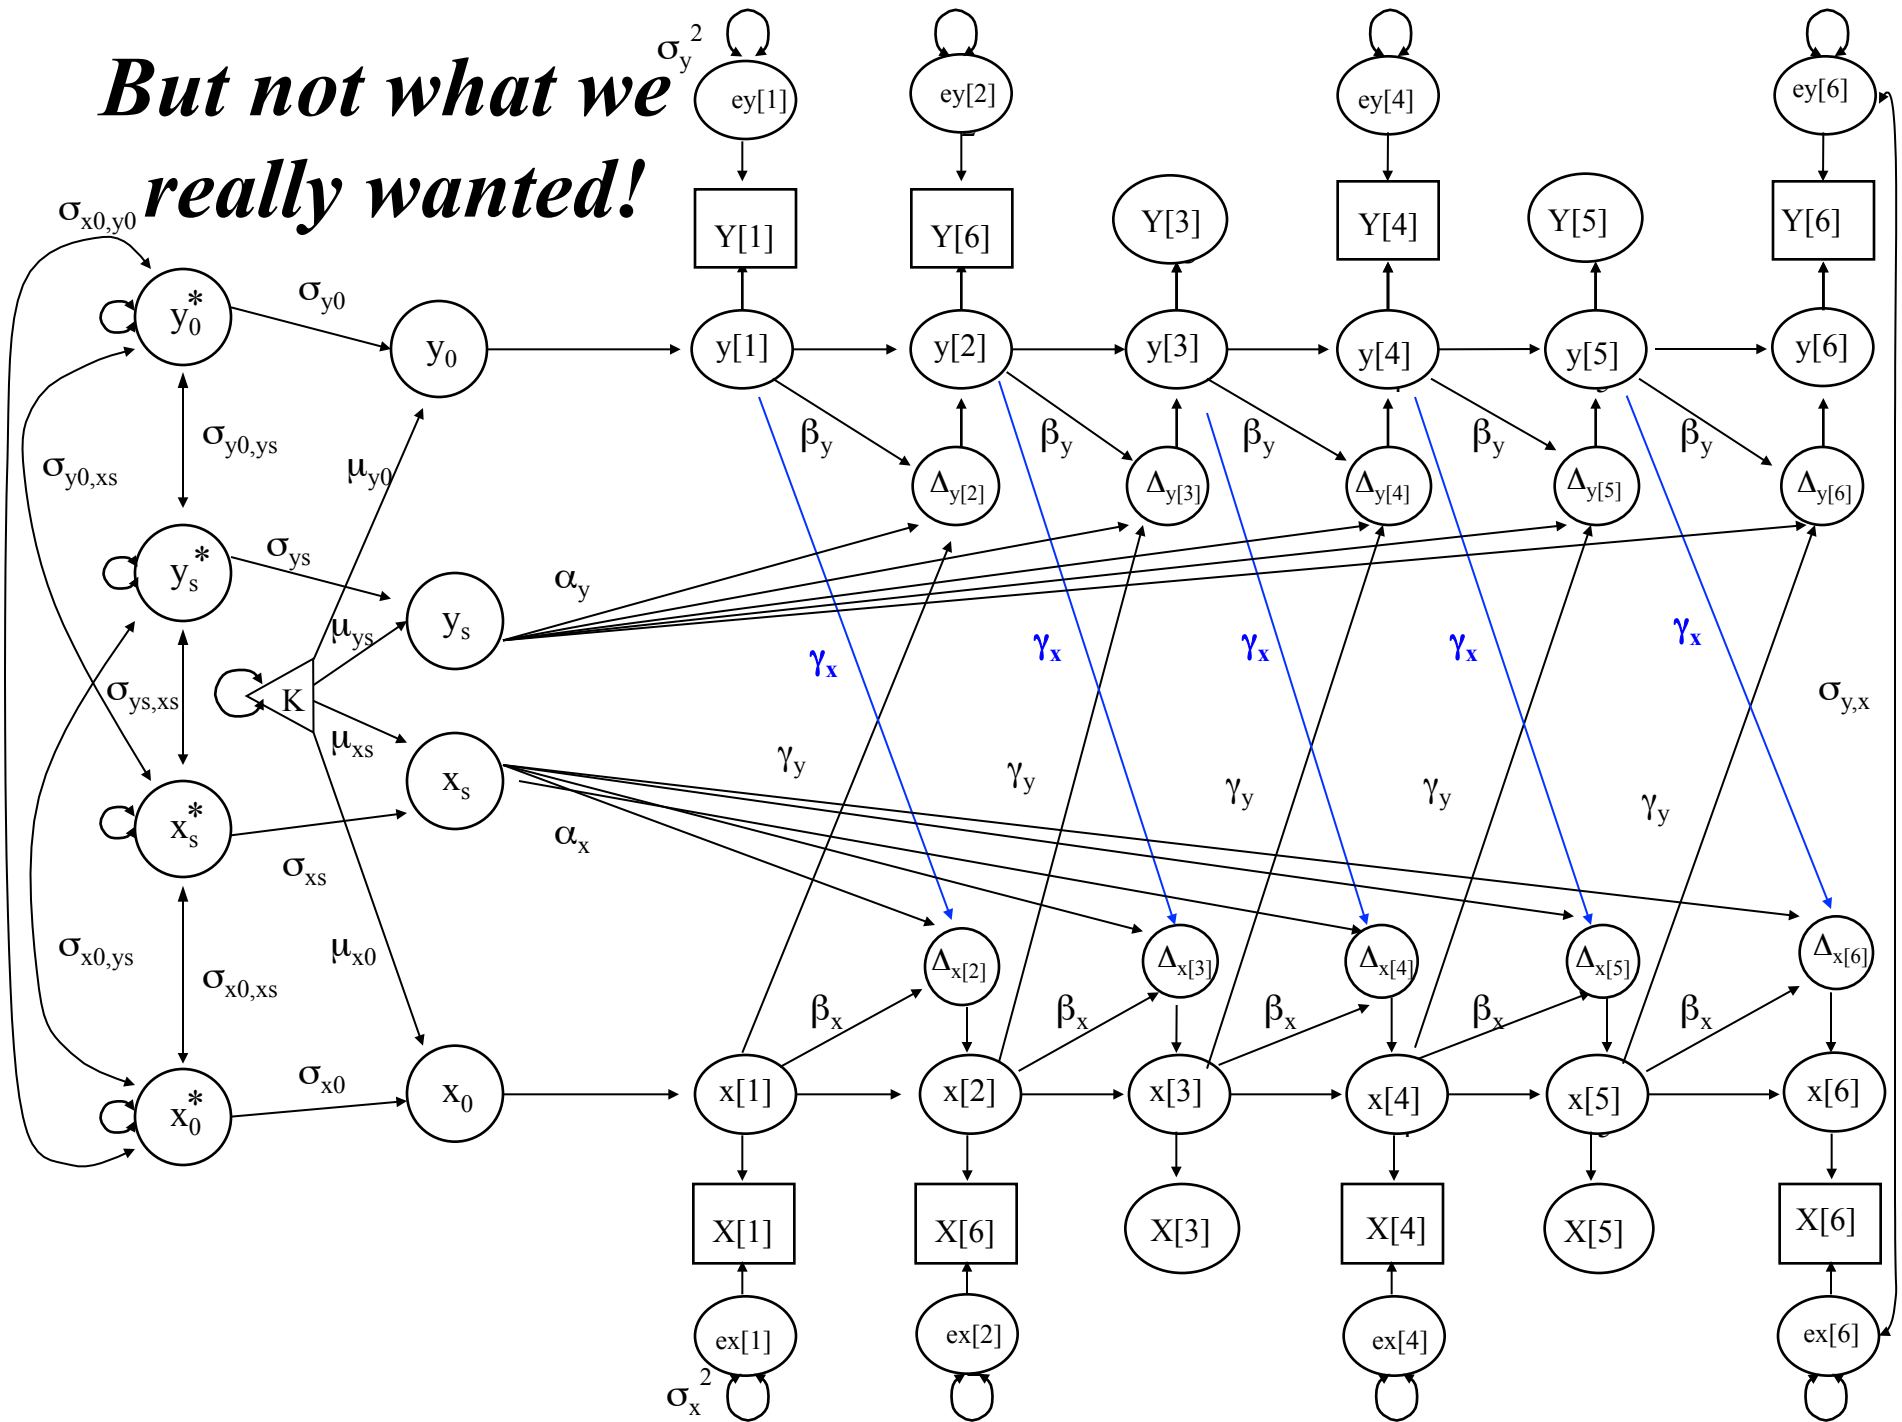 But not what we
really wanted!
σy²
ey[1] ey[2] ey[4] ey[6]
Y[1] Y[6] Y[3] Y[4] Y[5] Y[6]
σx0,y0
y0* σy0 y0 y[1] y[2] y[3] y[4] y[5] y[6]
σy0,xs σy0,ys μy0 βy βy βy βy βy
Δy[2] Δy[3] Δy[4] Δy[5] Δy[6]
ys* σys ys αy
μys γx γx γx γx γx
σys,xs K σy,x
μxs
xs* xs γy γy γy γy γy
σxs αx
σx0,ys σx0,xs μx0 Δx[2] Δx[3] Δx[4] Δx[5] Δx[6]
βx βx βx βx βx
x0* σx0 x0 x[1] x[2] x[3] x[4] x[5] x[6]
X[1] X[6] X[3] X[4] X[5] X[6]
ex[1] ex[2] ex[4] ex[6]
σx²